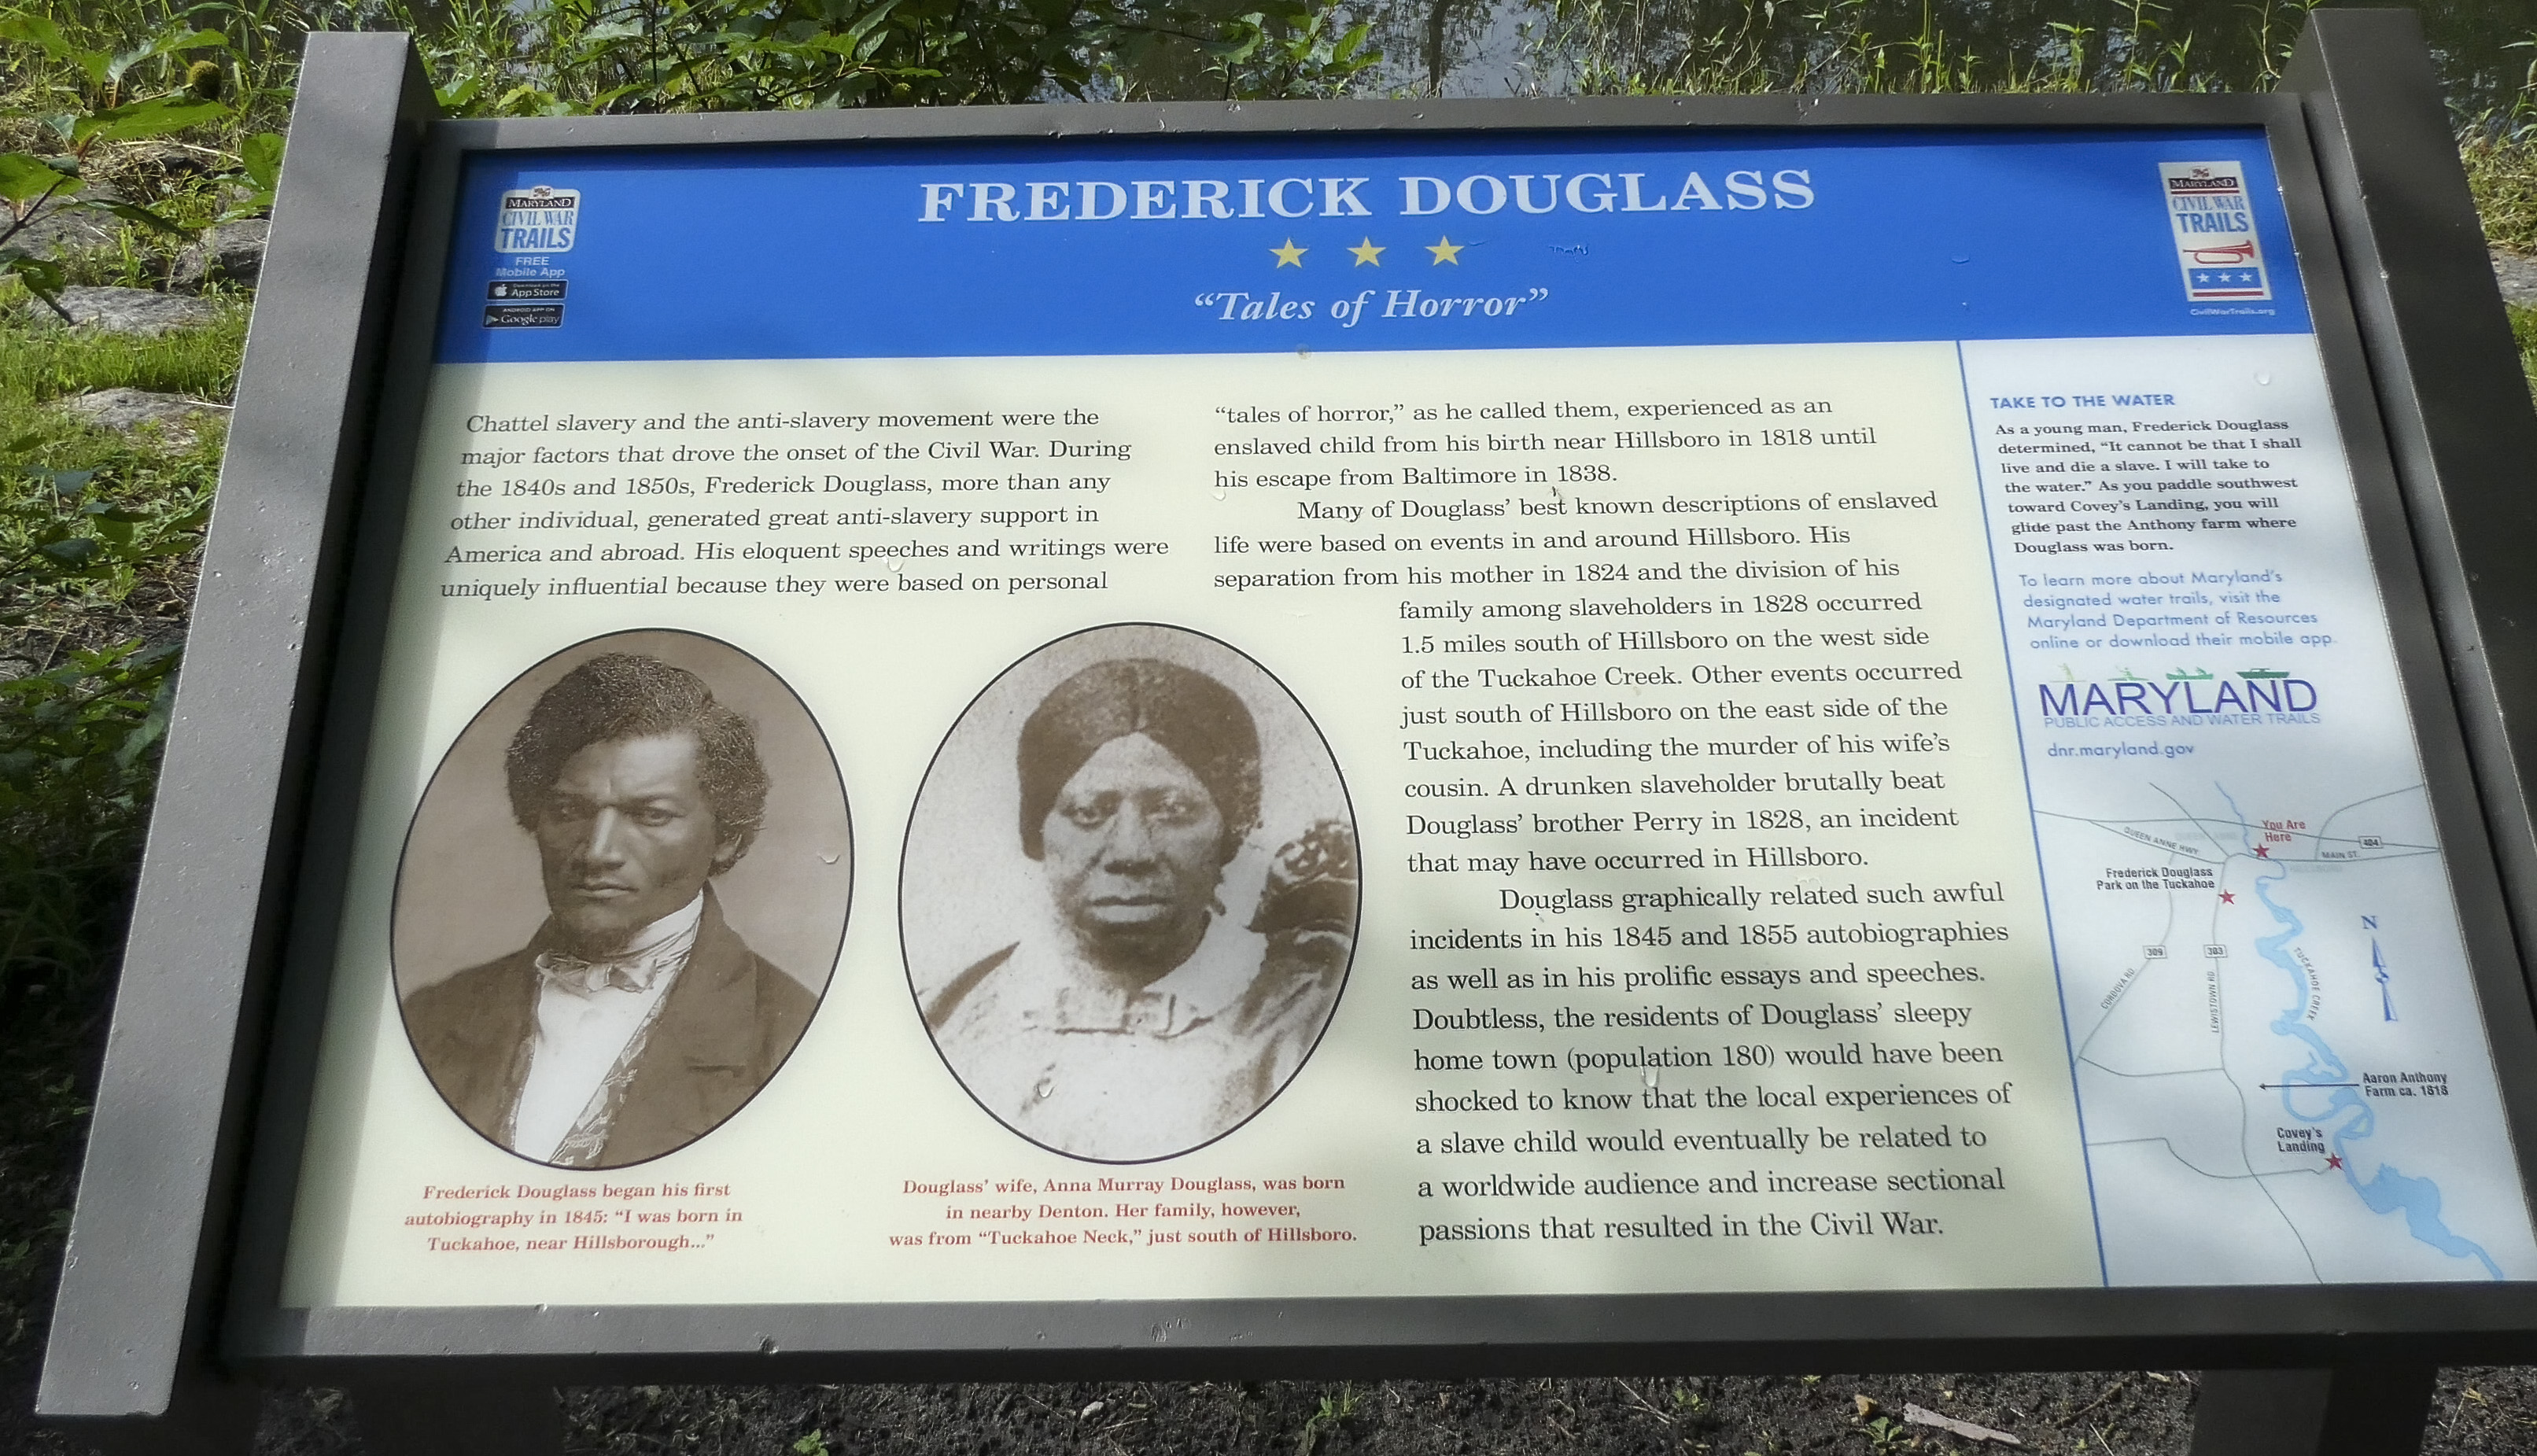 MARYLAND
CIVIL WAR
TRAILS
FREE
Mobile App
Download on the
App Store
ANDROID APP ON
Google play
FREDERICK DOUGLASS
“Tales of Horror”
MARYLAND
CIVIL WAR
TRAILS
CivilWarTrails.org
Chattel slavery and the anti-slavery movement were the
major factors that drove the onset of the Civil War. During
the 1840s and 1850s, Frederick Douglass, more than any
other individual, generated great anti-slavery support in
America and abroad. His eloquent speeches and writings were
uniquely influential because they were based on personal
“tales of horror,” as he called them, experienced as an
enslaved child from his birth near Hillsboro in 1818 until
his escape from Baltimore in 1838.
Many of Douglass’ best known descriptions of enslaved
life were based on events in and around Hillsboro. His
separation from his mother in 1824 and the division of his
family among slaveholders in 1828 occurred
1.5 miles south of Hillsboro on the west side
of the Tuckahoe Creek. Other events occurred
just south of Hillsboro on the east side of the
Tuckahoe, including the murder of his wife’s
cousin. A drunken slaveholder brutally beat
Douglass’ brother Perry in 1828, an incident
that may have occurred in Hillsboro.
Douglass graphically related such awful
incidents in his 1845 and 1855 autobiographies
as well as in his prolific essays and speeches.
Doubtless, the residents of Douglass’ sleepy
home town (population 180) would have been
shocked to know that the local experiences of
a slave child would eventually be related to
a worldwide audience and increase sectional
passions that resulted in the Civil War.
Frederick Douglass began his first
autobiography in 1845: “I was born in
Tuckahoe, near Hillsborough...”
Douglass’ wife, Anna Murray Douglass, was born
in nearby Denton. Her family, however,
was from “Tuckahoe Neck,” just south of Hillsboro.
TAKE TO THE WATER
As a young man, Frederick Douglass
determined, “It cannot be that I shall
live and die a slave. I will take to
the water.” As you paddle southwest
toward Covey’s Landing, you will
glide past the Anthony farm where
Douglass was born.
To learn more about Maryland’s
designated water trails, visit the
Maryland Department of Resources
online or download their mobile app.
MARYLAND
PUBLIC ACCESS AND WATER TRAILS
dnr.maryland.gov
You Are
Here
QUEEN ANNE HWY
404
MAIN ST.
Frederick Douglass
Park on the Tuckahoe
N
309
303
CORDOVA RD
LEWISTOWN RD
TUCKAHOE CREEK
Aaron Anthony
Farm ca. 1818
Covey’s
Landing